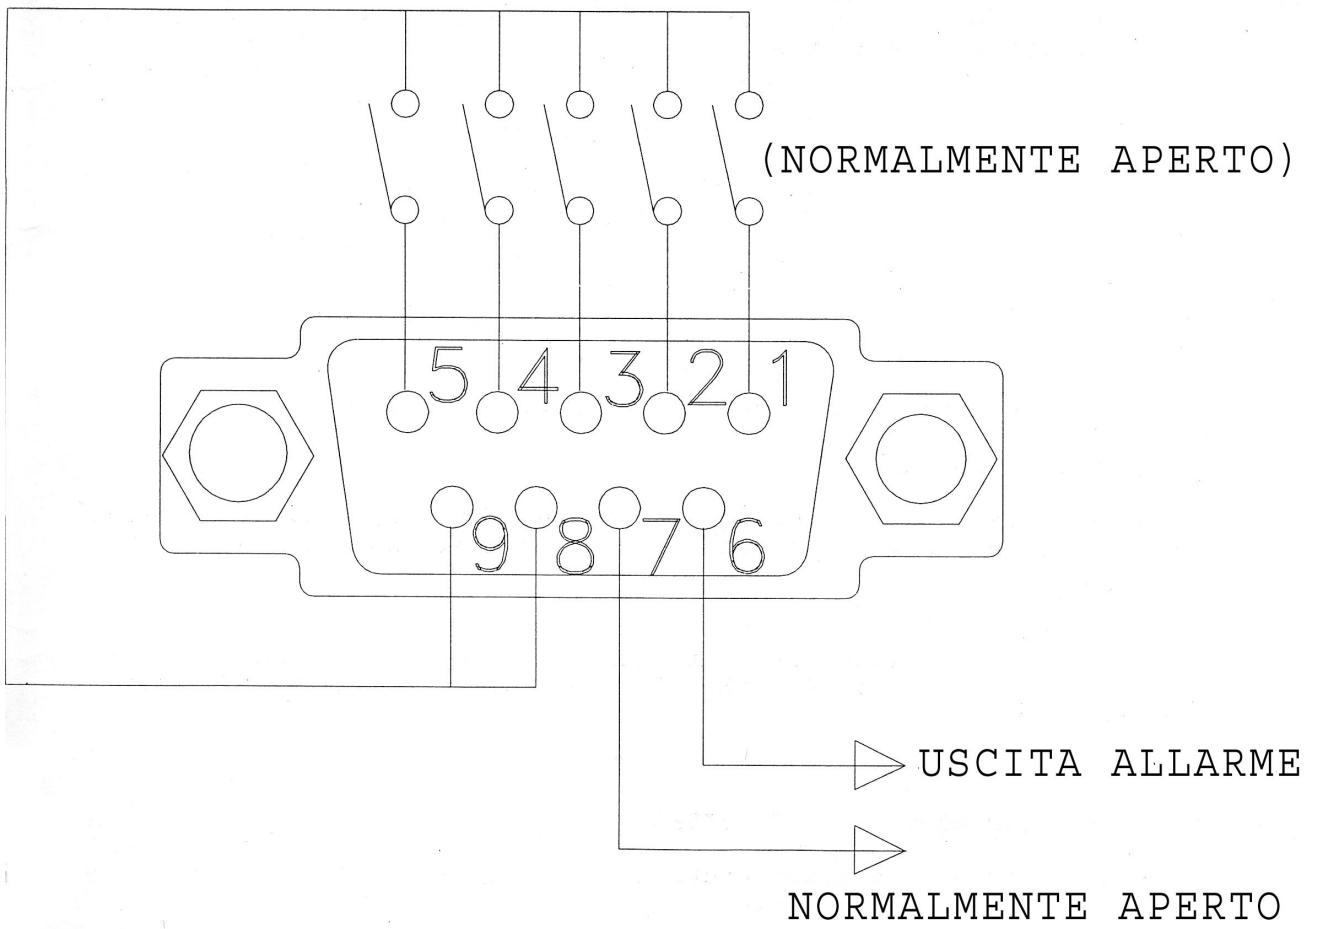 (NORMALMENTE APERTO)
5 4 3 2 1
9 8 7 6
USCITA ALLARME
NORMALMENTE APERTO